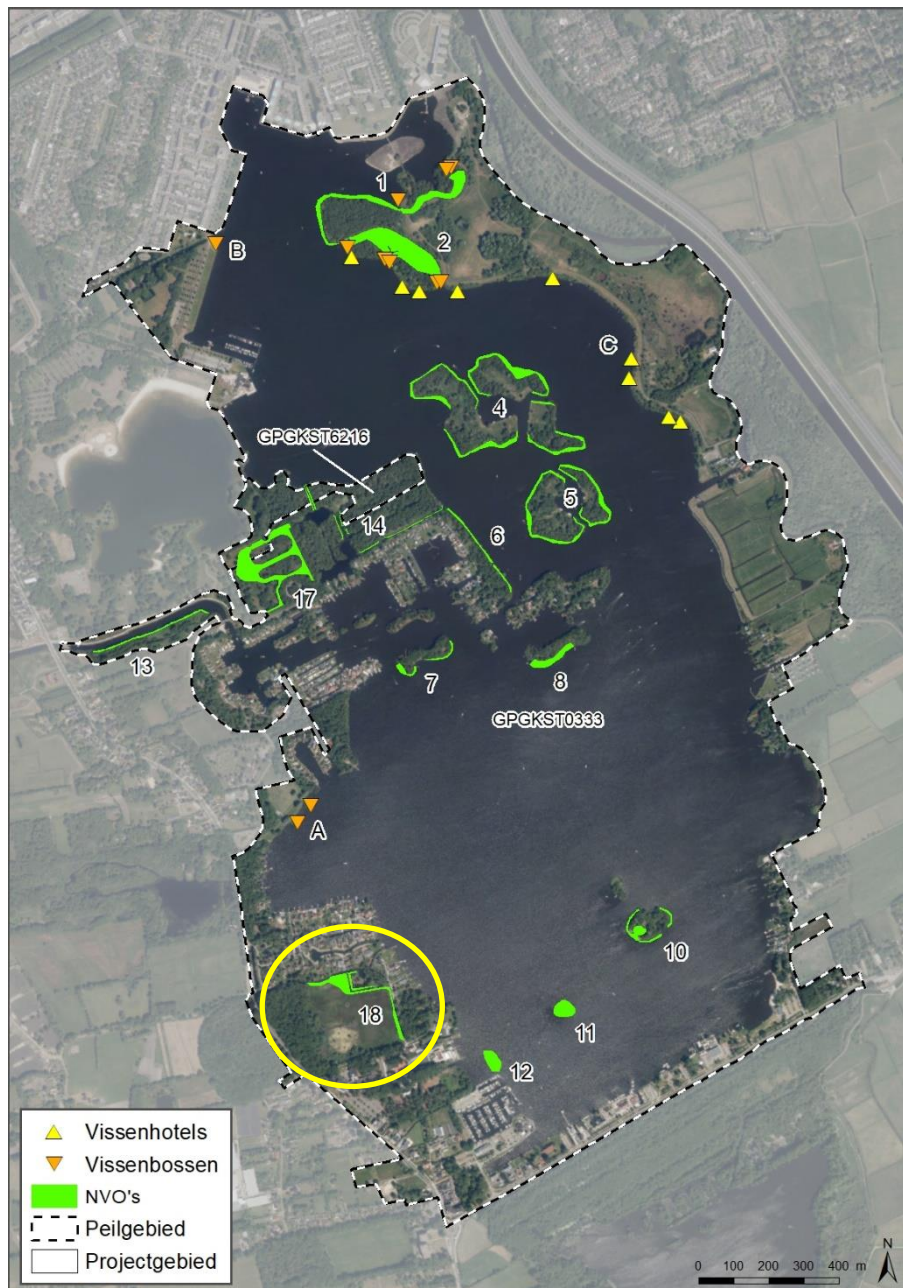 1
2
B
C
4
GPGKST6216
5
14
6
17
13
7
8
GPGKST0333
A
10
18
11
12
Vissenhotels
Vissenbossen
NVO's
Peilgebied
Projectgebied
N
0 100 200 300 400 m